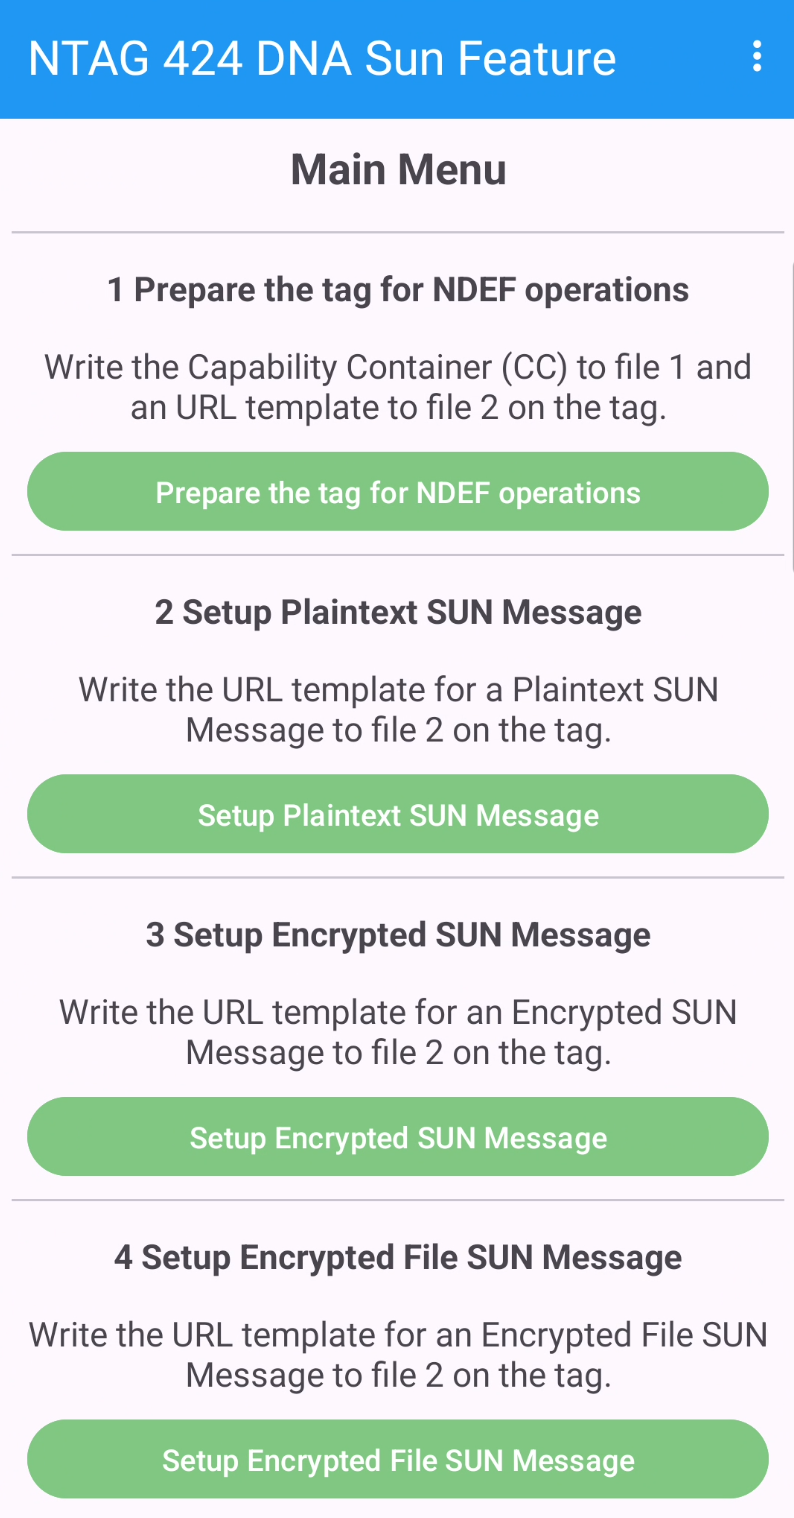 NTAG 424 DNA Sun Feature
Main Menu
1 Prepare the tag for NDEF operations
Write the Capability Container (CC) to file 1 and
an URL template to file 2 on the tag.
Prepare the tag for NDEF operations
2 Setup Plaintext SUN Message
Write the URL template for a Plaintext SUN
Message to file 2 on the tag.
Setup Plaintext SUN Message
3 Setup Encrypted SUN Message
Write the URL template for an Encrypted SUN
Message to file 2 on the tag.
Setup Encrypted SUN Message
4 Setup Encrypted File SUN Message
Write the URL template for an Encrypted File SUN
Message to file 2 on the tag.
Setup Encrypted File SUN Message